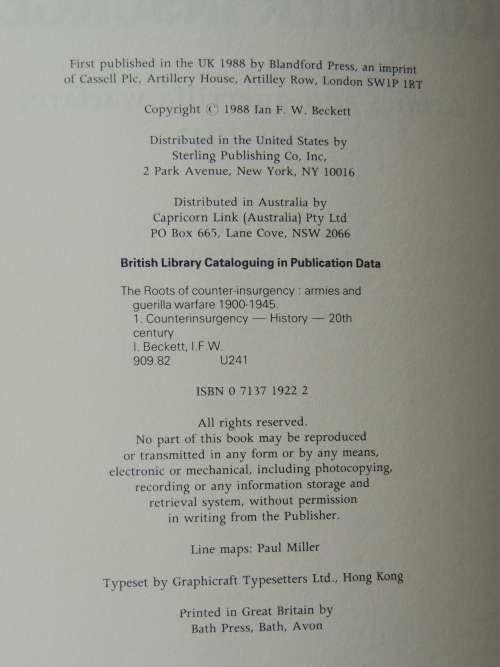 First published in the UK 1988 by Blandford Press, an imprint
of Cassell Plc, Artillery House, Artilley Row, London SW1P 1RT
Copyright © 1988 Ian F. W. Beckett
Distributed in the United States by
Sterling Publishing Co, Inc,
2 Park Avenue, New York, NY 10016
Distributed in Australia by
Capricorn Link (Australia) Pty Ltd
PO Box 665, Lane Cove, NSW 2066
British Library Cataloguing in Publication Data
The Roots of counter-insurgency : armies and
guerilla warfare 1900-1945.
1. Counterinsurgency — History — 20th
century
I. Beckett, I.F.W.
909.82 U241
ISBN 0 7137 1922 2
All rights reserved.
No part of this book may be reproduced
or transmitted in any form or by any means,
electronic or mechanical, including photocopying,
recording or any information storage and
retrieval system, without permission
in writing from the Publisher.
Line maps: Paul Miller
Typeset by Graphicraft Typesetters Ltd., Hong Kong
Printed in Great Britain by
Bath Press, Bath, Avon